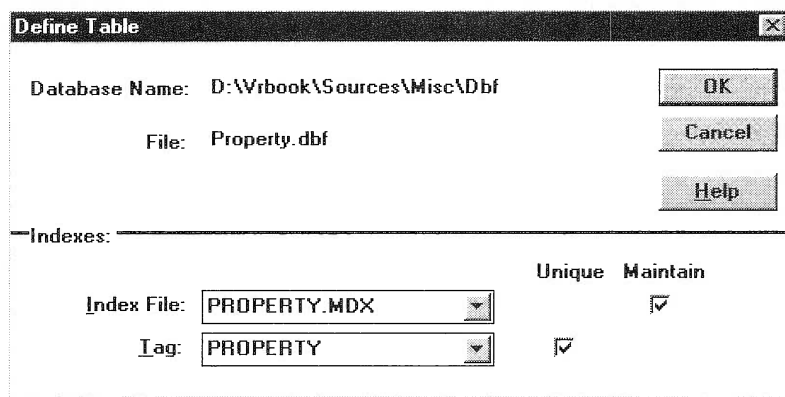 Define Table
Database Name: D:\Vrbook\Sources\Misc\Dbf
OK
File: Property.dbf
Cancel
Help
Indexes:
Unique Maintain
Index File: PROPERTY.MDX
Tag: PROPERTY